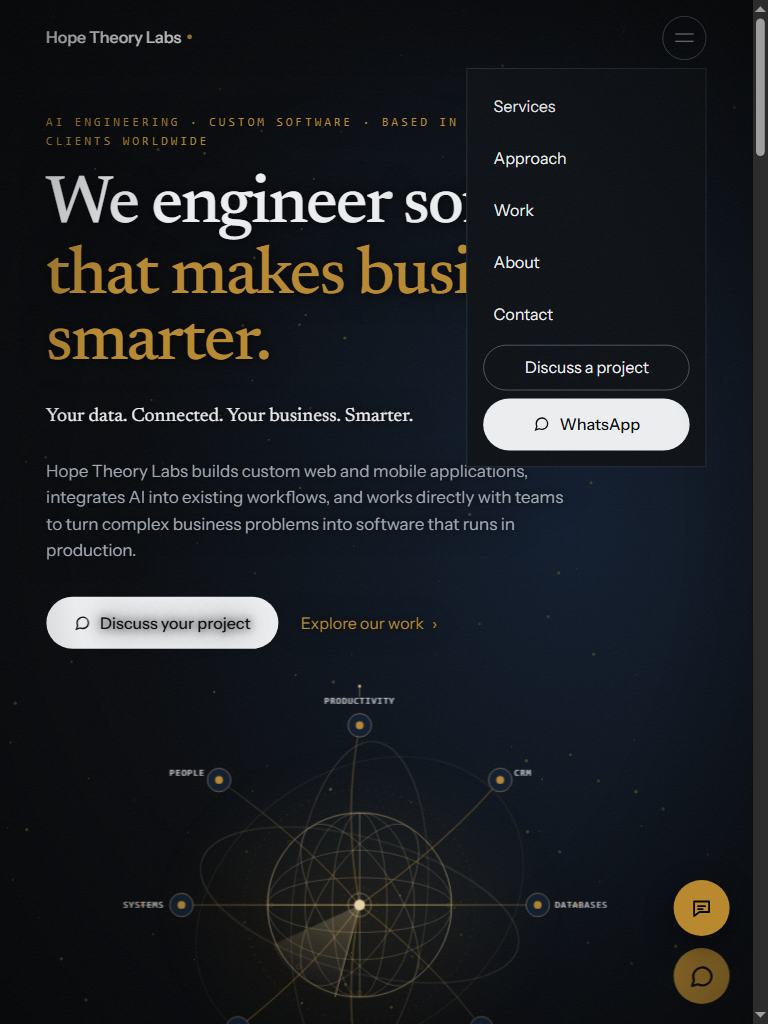 Hope Theory Labs
AI ENGINEERING · CUSTOM SOFTWARE · BASED IN
CLIENTS WORLDWIDE
We engineer
that makes
smarter.
Your data. Connected. Your business. Smarter.
Hope Theory Labs builds custom web and mobile applications,
integrates AI into existing workflows, and works directly with teams
to turn complex business problems into software that runs in
production.
Discuss your project
Explore our work ›
Services
Approach
Work
About
Contact
Discuss a project
WhatsApp
PRODUCTIVITY
PEOPLE
CRM
SYSTEMS
DATABASES